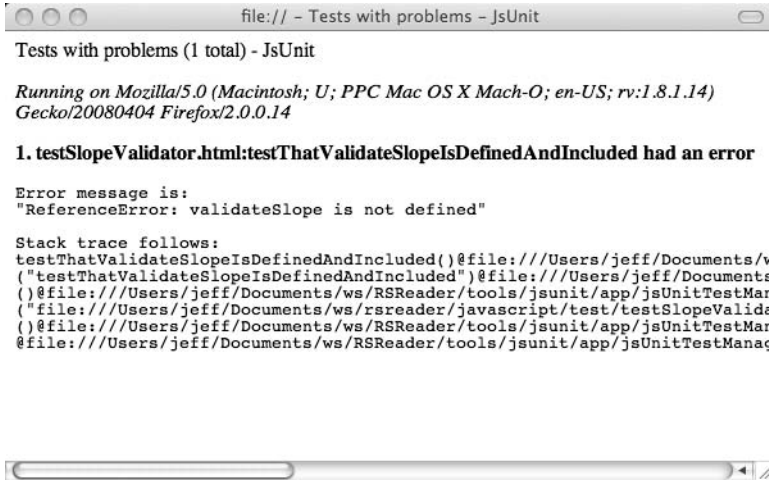 file:// – Tests with problems – JsUnit
Tests with problems (1 total) - JsUnit
Running on Mozilla/5.0 (Macintosh; U; PPC Mac OS X Mach-O; en-US; rv:1.8.1.14)
Gecko/20080404 Firefox/2.0.0.14
1. testSlopeValidator.html:testThatValidateSlopeIsDefinedAndIncluded had an error
Error message is:
"ReferenceError: validateSlope is not defined"
Stack trace follows:
testThatValidateSlopeIsDefinedAndIncluded()@file:///Users/jeff/Documents/w
("testThatValidateSlopeIsDefinedAndIncluded")@file:///Users/jeff/Documents
()@file:///Users/jeff/Documents/ws/RSReader/tools/jsunit/app/jsUnitTestMan
("file:///Users/jeff/Documents/ws/rsreader/javascript/test/testSlopeValida
()@file:///Users/jeff/Documents/ws/RSReader/tools/jsunit/app/jsUnitTestMan
@file:///Users/jeff/Documents/ws/RSReader/tools/jsunit/app/jsUnitTestManag